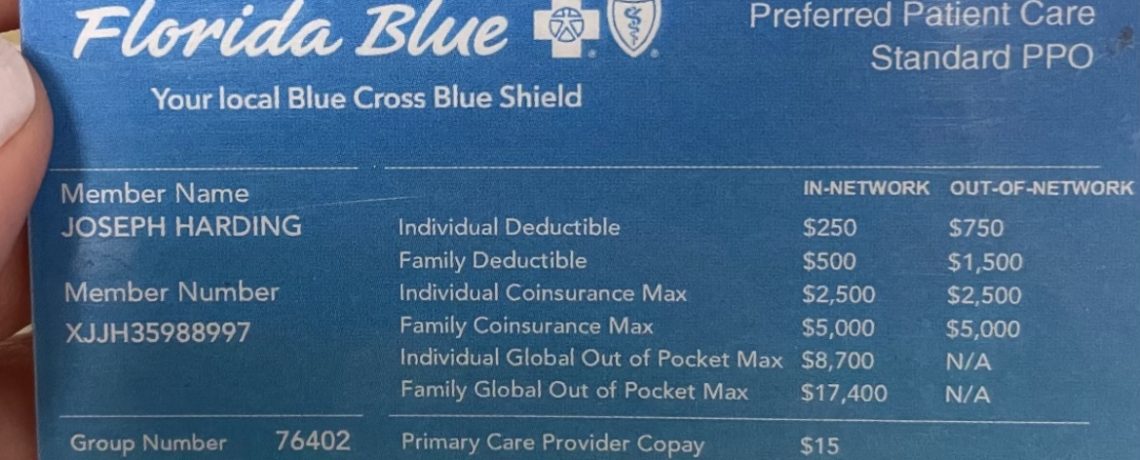 Florida Blue
Preferred Patient Care
Standard PPO
Your local Blue Cross Blue Shield
Member Name
JOSEPH HARDING
Member Number
XJJH35988997
IN-NETWORK OUT-OF-NETWORK
Individual Deductible $250 $750
Family Deductible $500 $1,500
Individual Coinsurance Max $2,500 $2,500
Family Coinsurance Max $5,000 $5,000
Individual Global Out of Pocket Max $8,700 N/A
Family Global Out of Pocket Max $17,400 N/A
Group Number 76402
Primary Care Provider Copay $15